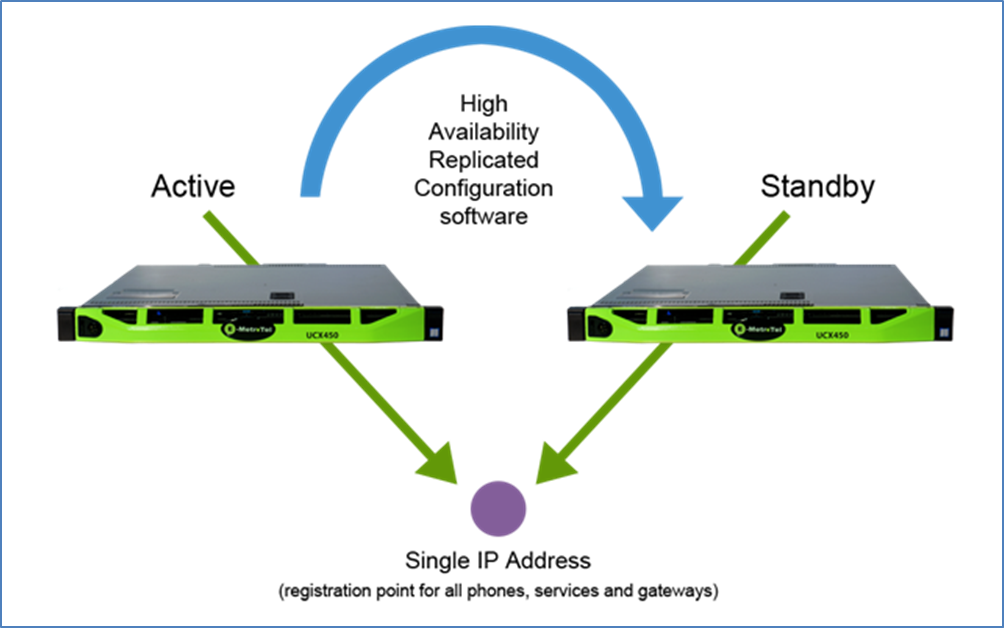 High
Availability
Replicated
Configuration
software
Active
Standby
E-MetroTel
UCX450
E-MetroTel
UCX450
Single IP Address
(registration point for all phones, services and gateways)